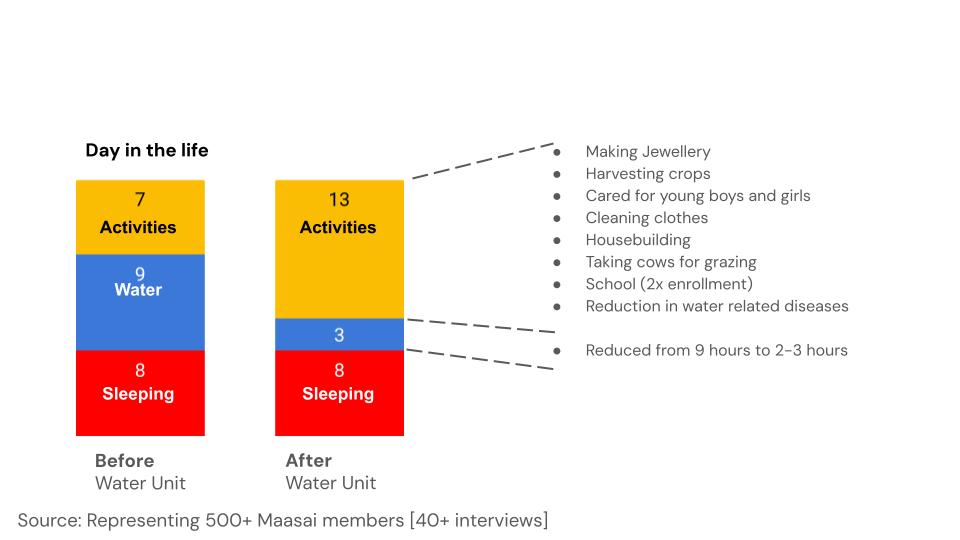 Day in the life
7
Activities
9
Water
8
Sleeping
Before
Water Unit
13
Activities
3
8
Sleeping
After
Water Unit
● Making Jewellery
● Harvesting crops
● Cared for young boys and girls
● Cleaning clothes
● Housebuilding
● Taking cows for grazing
● School (2x enrollment)
● Reduction in water related diseases
● Reduced from 9 hours to 2-3 hours
Source: Representing 500+ Maasai members [40+ interviews]